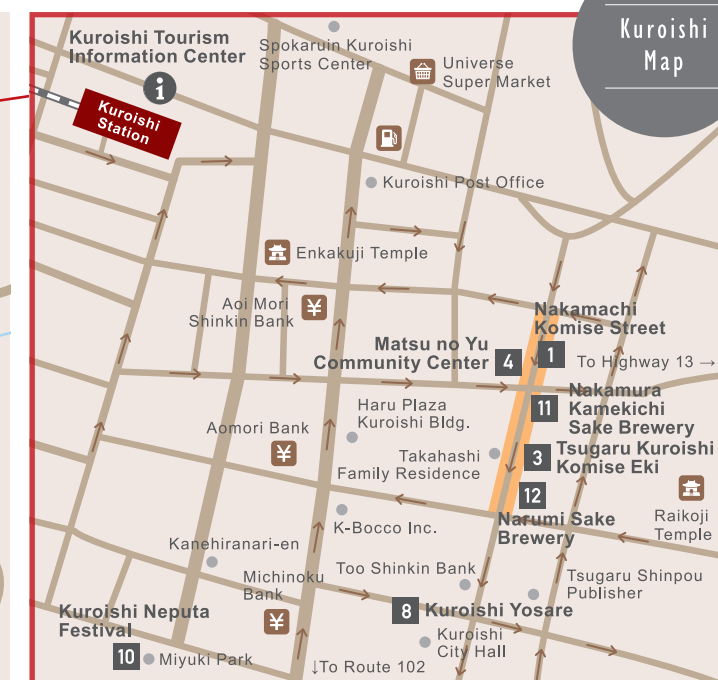 Kuroishi
Map
Kuroishi Tourism
Information Center
i
Kuroishi
Station
Spokaruin Kuroishi
Sports Center
Universe
Super Market
Kuroishi Post Office
Enkakuji Temple
Aoi Mori
Shinkin Bank
¥
Nakamachi
Komise Street
1
Matsu no Yu
Community Center
4
To Highway 13 →
Nakamura
Kamekichi
Sake Brewery
11
Haru Plaza
Kuroishi Bldg.
Aomori Bank
¥
Takahashi
Family Residence
3
Tsugaru Kuroishi
Komise Eki
12
Narumi Sake
Brewery
Raikoji
Temple
K-Bocco Inc.
Kanehiranari-en
Michinoku
Bank
¥
Too Shinkin Bank
Tsugaru Shinpou
Publisher
8 Kuroishi Yosare
Kuroishi
City Hall
Kuroishi Neputa
Festival
10
Miyuki Park
↓To Route 102